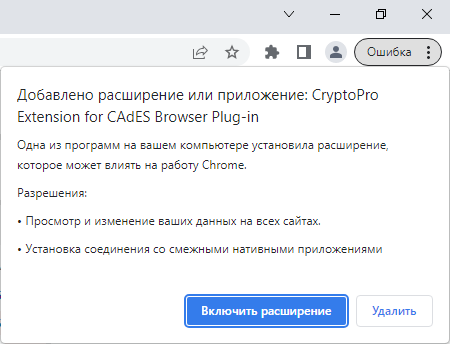 Ошибка
Добавлено расширение или приложение: CryptoPro
Extension for CAdES Browser Plug-in
Одна из программ на вашем компьютере установила расширение,
которое может влиять на работу Chrome.
Разрешения:
• Просмотр и изменение ваших данных на всех сайтах.
• Установка соединения со смежными нативными приложениями
Включить расширение
Удалить